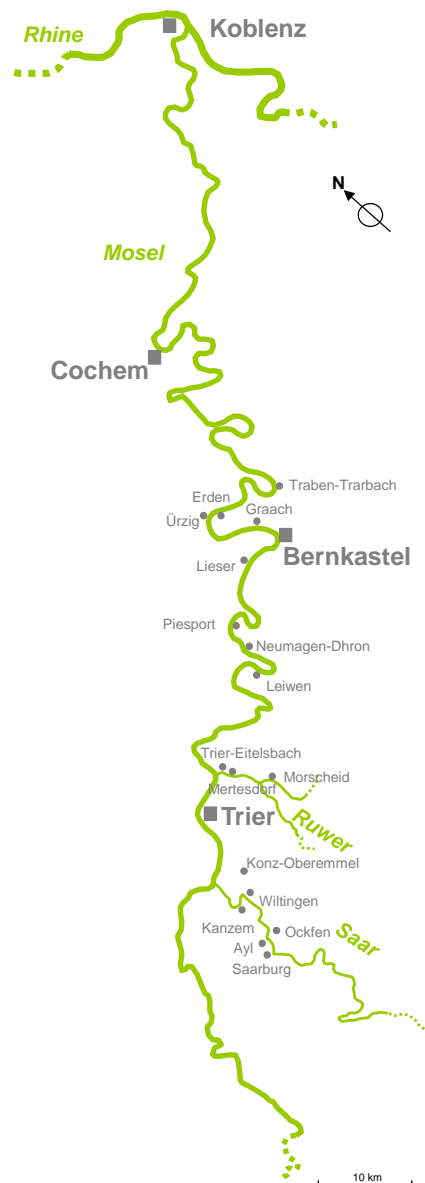 Koblenz
Rhine
N
Mosel
Cochem
Traben-Trarbach
Erden
Graach
Ürzig
Bernkastel
Lieser
Piesport
Neumagen-Dhron
Leiwen
Trier-Eitelsbach
Morscheid
Mertesdorf
Trier
Ruwer
Konz-Oberemmel
Wiltingen
Kanzem
Ockfen
Saar
Ayl
Saarburg
10 km